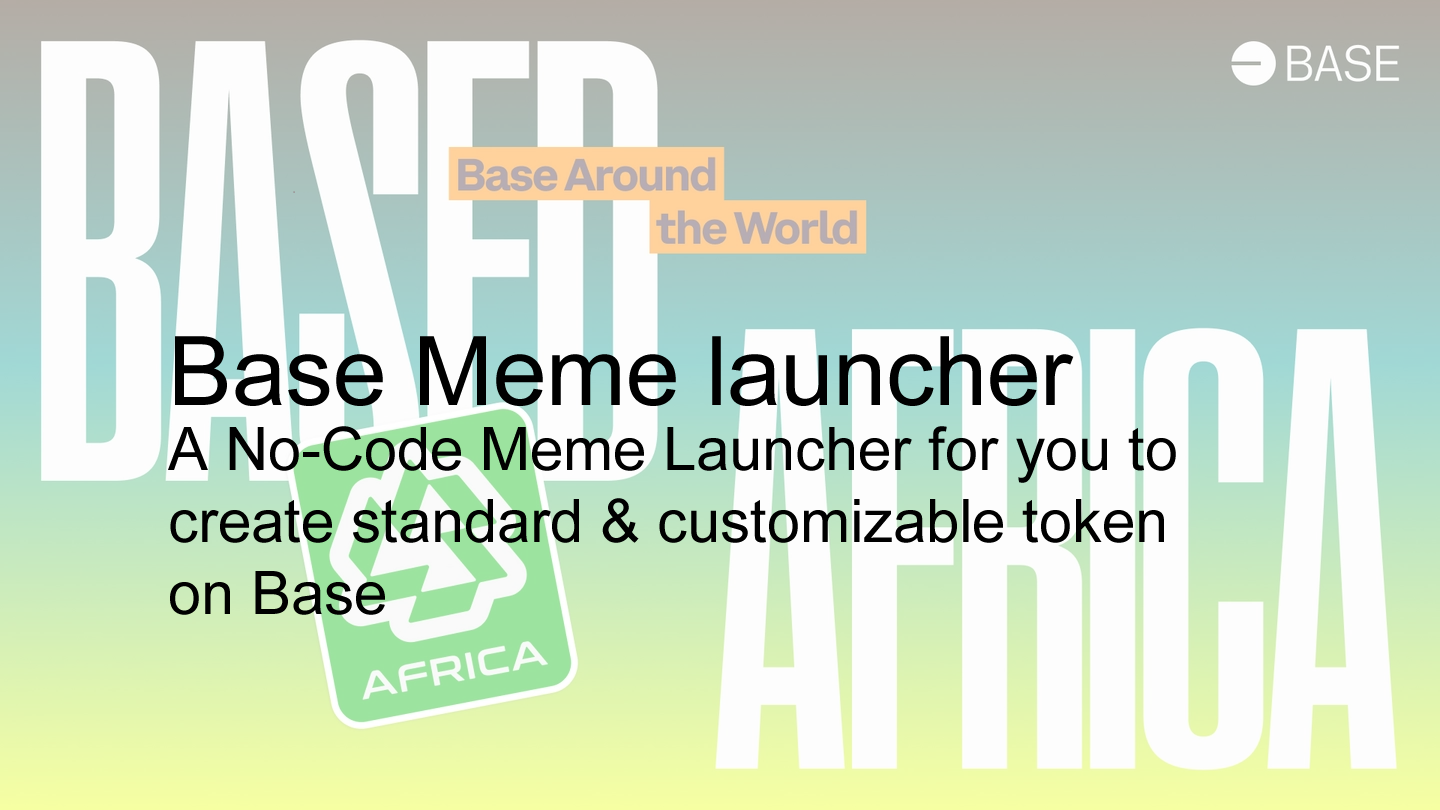 BASED
BASE
Base Around
the World
AFRICA
Base Meme launcher
A No-Code Meme Launcher for you to
create standard & customizable token
on Base
AFRICA